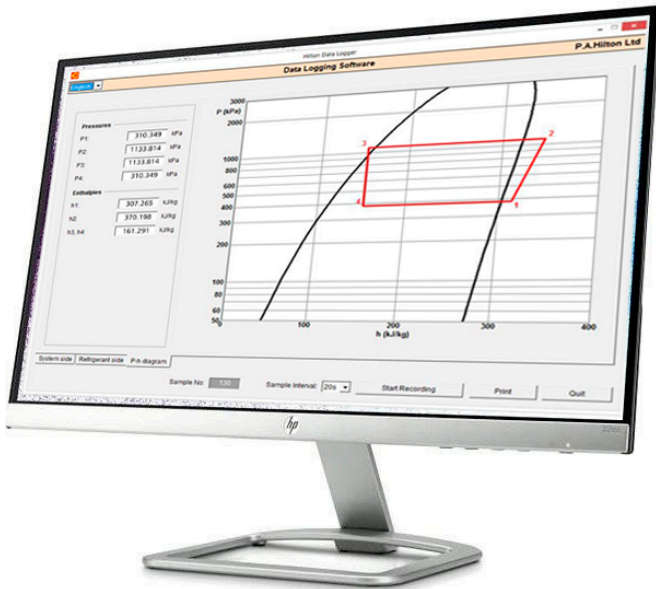 Hilton Data Logger
English
Data Logging Software
P.A.Hilton Ltd
Pressures
P1: 310.349 kPa
P2: 1133.814 kPa
P3: 1133.814 kPa
P4: 310.349 kPa
Enthalpies
h1: 307.265 kJ/kg
h2: 370.198 kJ/kg
h3, h4: 161.291 kJ/kg
3000
P (kPa)
2000
1000
800
600
500
400
300
200
100
80
60
50
3
2
4
1
0
100
200
300
400
h (kJ/kg)
System side
Refrigerant side
P-h diagram
Sample No: 130
Sample Interval: 20s
Start Recording
Print
Quit
hp